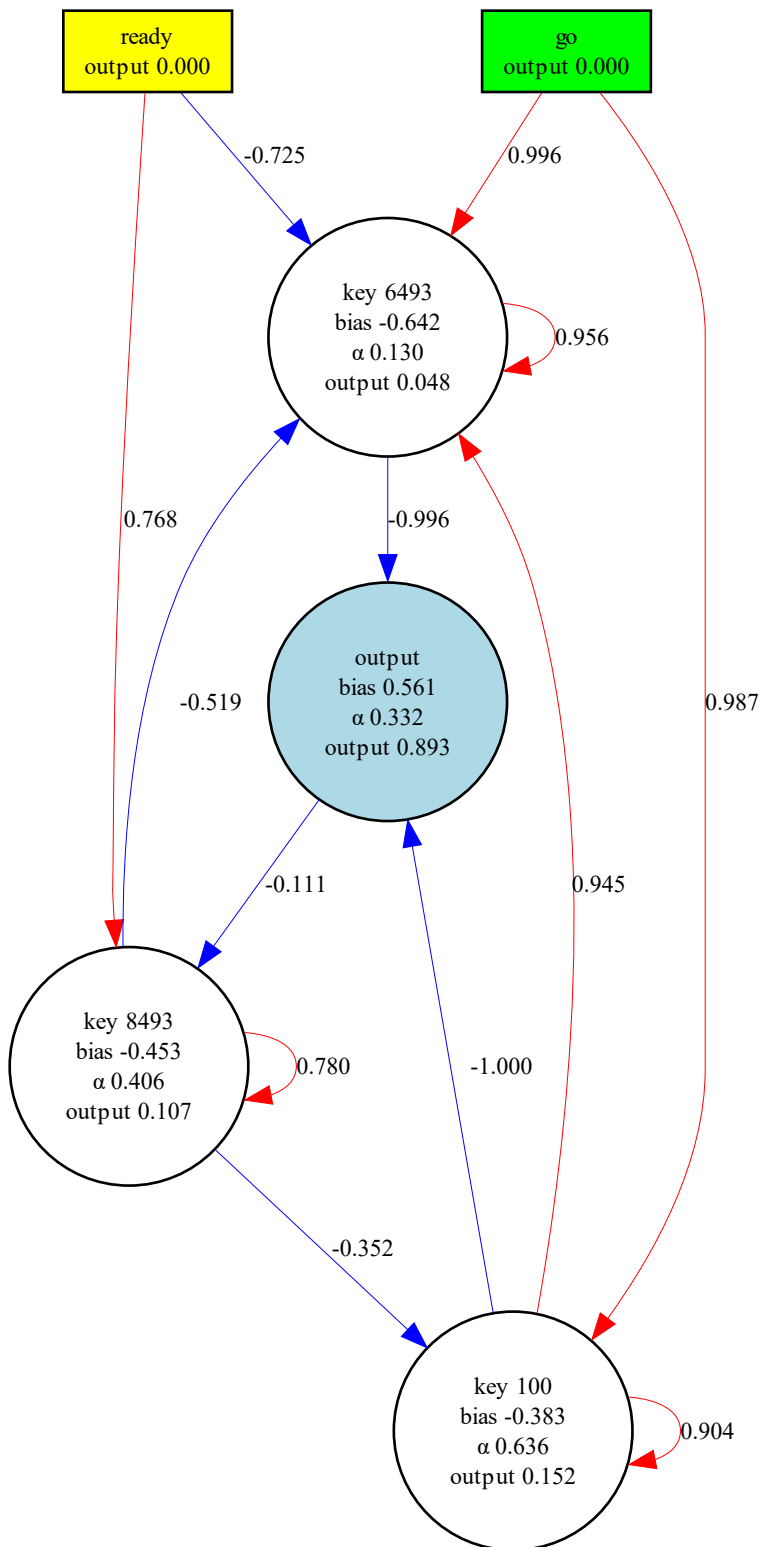 ready
output 0.000
go
output 0.000
-0.725
0.996
key 6493
bias -0.642
α 0.130
output 0.048
0.956
0.768
-0.996
-0.519
output
bias 0.561
α 0.332
output 0.893
0.987
-0.111
0.945
key 8493
bias -0.453
α 0.406
output 0.107
0.780
-1.000
-0.352
key 100
bias -0.383
α 0.636
output 0.152
0.904